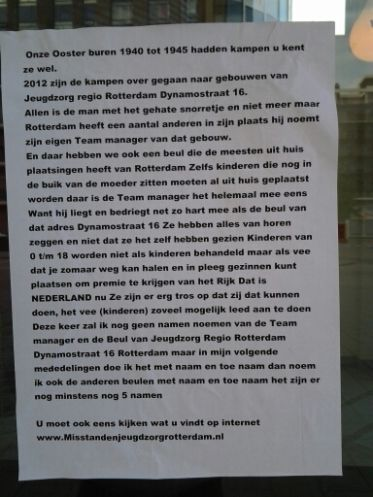 Onze Ooster buren 1940 tot 1945 hadden kampen u kent
ze wel.
2012 zijn de kampen over gegaan naar gebouwen van
Jeugdzorg regio Rotterdam Dynamostraat 16.
Allen is de man met het gehate snorretje en niet meer maar
Rotterdam heeft een aantal anderen in zijn plaats hij noemt
zijn eigen Team manager van dat gebouw.
En daar hebben we ook een beul die de meesten uit huis
plaatsingen heeft van Rotterdam Zelfs kinderen die nog in
de buik van de moeder zitten moeten al uit huis geplaatst
worden daar is de Team manager het helemaal mee eens
Want hij liegt en bedriegt net zo hart mee als de beul van
dat adres Dynamostraat 16 Ze hebben alles van horen
zeggen en niet dat ze het zelf hebben gezien Kinderen van
0 t/m 18 worden niet als kinderen behandeld maar als vee
dat je zomaar weg kan halen en in pleeg gezinnen kunt
plaatsen om premie te krijgen van het Rijk Dat is
NEDERLAND nu Ze zijn er erg tros op dat zij dat kunnen
doen, het vee (kinderen) zoveel mogelijk leed aan te doen
Deze keer zal ik nog geen namen noemen van de Team
manager en de Beul van Jeugdzorg Regio Rotterdam
Dynamostraat 16 Rotterdam maar in mijn volgende
mededelingen doe ik het met naam en toe naam dan noem
ik ook de anderen beulen met naam en toe naam het zijn er
nog minstens nog 5 namen
U moet ook eens kijken wat u vindt op internet
www.Misstandenjeugdzorgrotterdam.nl